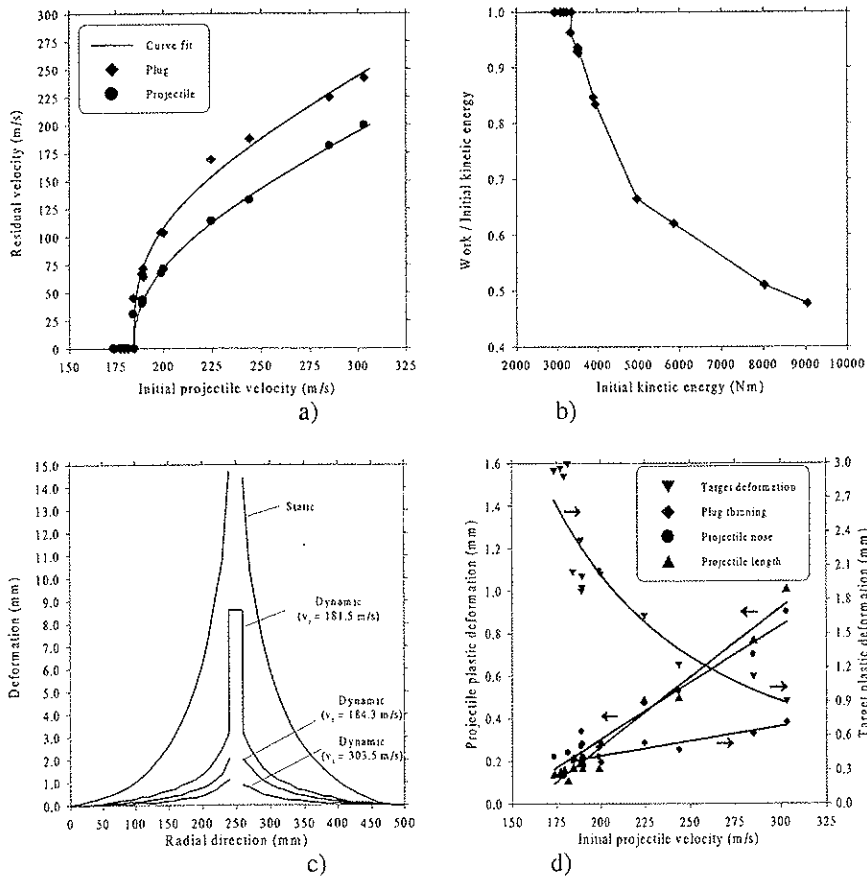 300
275
250
225
200
175
150
125
100
75
50
25
0
Residual velocity (m/s)
Curve fit
Plug
Projectile
150 175 200 225 250 275 300 325
Initial projectile velocity (m/s)
a)
1.0
0.9
0.8
0.7
0.6
0.5
0.4
Work / Initial kinetic energy
2000 3000 4000 5000 6000 7000 8000 9000 10000
Initial kinetic energy (Nm)
b)
15.0
14.0
13.0
12.0
11.0
10.0
9.0
8.0
7.0
6.0
5.0
4.0
3.0
2.0
1.0
0.0
Deformation (mm)
Static
Dynamic
(vi = 181.5 m/s)
Dynamic
(vi = 184.3 m/s)
Dynamic
(vi = 303.5 m/s)
0 50 100 150 200 250 300 350 400 450 500
Radial direction (mm)
c)
1.6
1.4
1.2
1.0
0.8
0.6
0.4
0.2
0.0
Projectile plastic deformation (mm)
Target deformation
Plug thinning
Projectile nose
Projectile length
3.0
2.7
2.4
2.1
1.8
1.5
1.2
0.9
0.6
0.3
0.0
Target plastic deformation (mm)
150 175 200 225 250 275 300 325
Initial projectile velocity (m/s)
d)